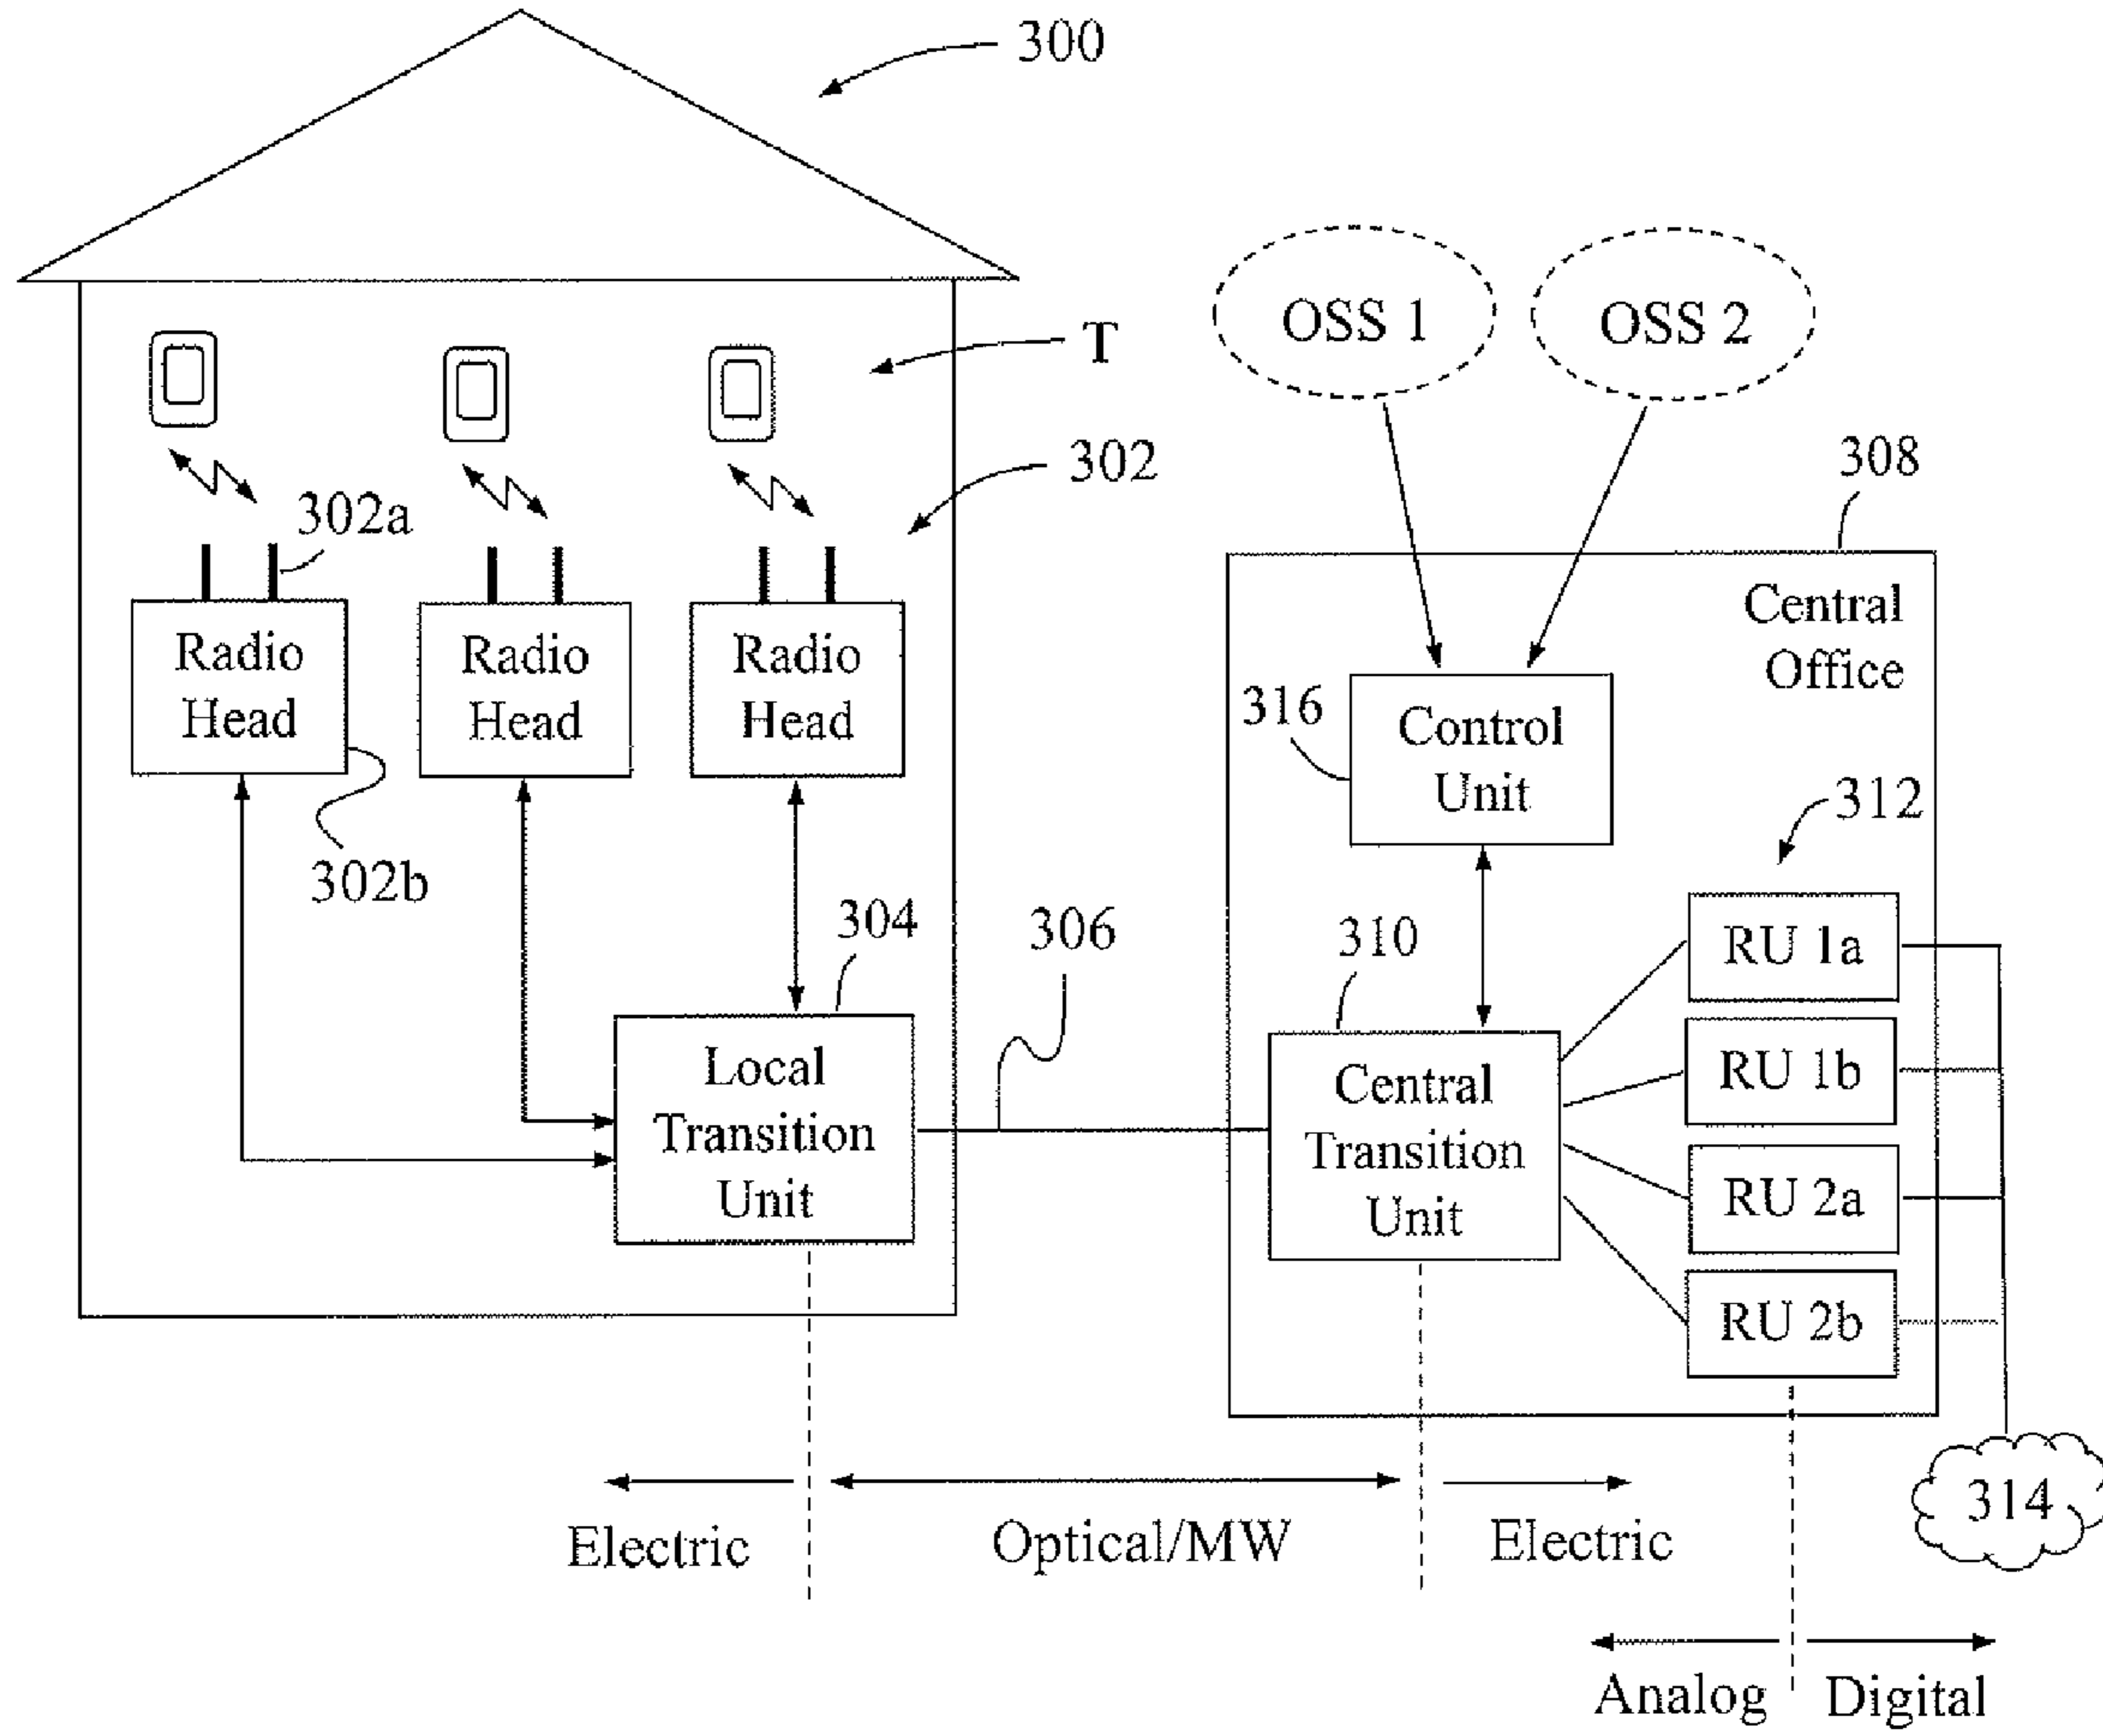 300
OSS 1
OSS 2
T
302
308
302a
Central
Office
Radio
Head
Radio
Head
Radio
Head
316
Control
Unit
312
302b
304
306
310
RU 1a
Local
Transition
Unit
Central
Transition
Unit
RU 1b
RU 2a
RU 2b
314
Electric
Optical/MW
Electric
Analog
Digital